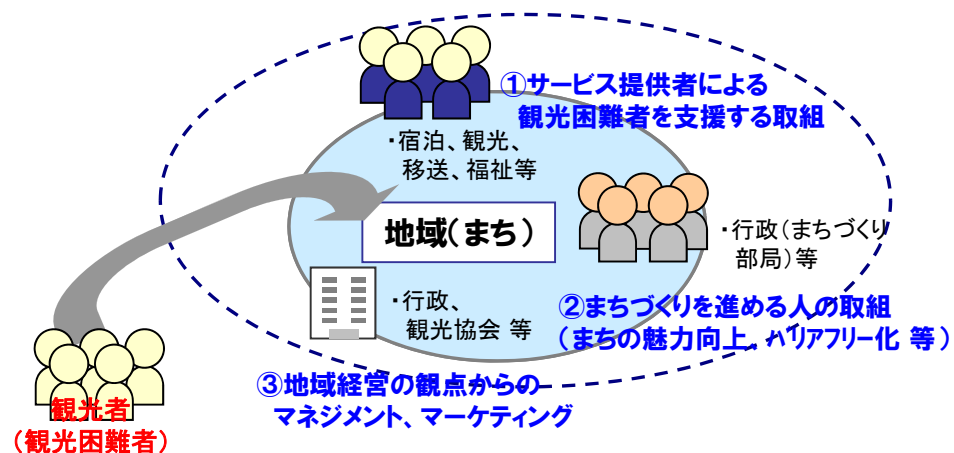 ①サービス提供者による
観光困難者を支援する取組
・宿泊、観光、
移送、福祉等
地域(まち)
・行政(まちづくり
部局)等
②まちづくりを進める人の取組
(まちの魅力向上、バリアフリー化 等)
・行政、
観光協会 等
③地域経営の観点からの
マネジメント、マーケティング
観光者
(観光困難者)